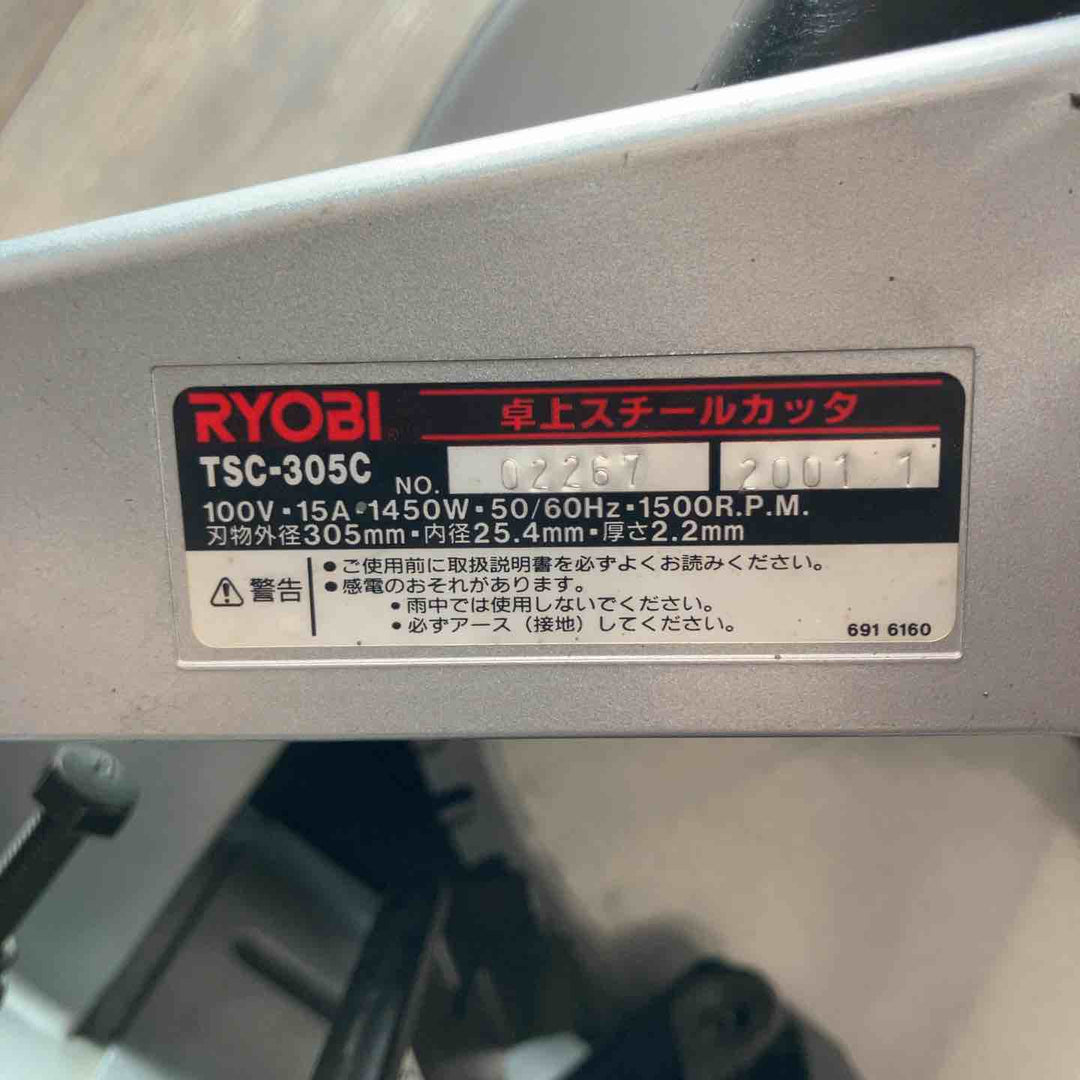 RYOBI 卓上スチールカッタ
TSC-305C NO. 02267 2001 1
100V・15A・1450W・50/60Hz・1500R.P.M.
刃物外径305mm・内径25.4mm・厚さ2.2mm
警告
●ご使用前に取扱説明書を必ずよくお読みください。
●感電のおそれがあります。
●雨中では使用しないでください。
●必ずアース（接地）してください。
691 6160